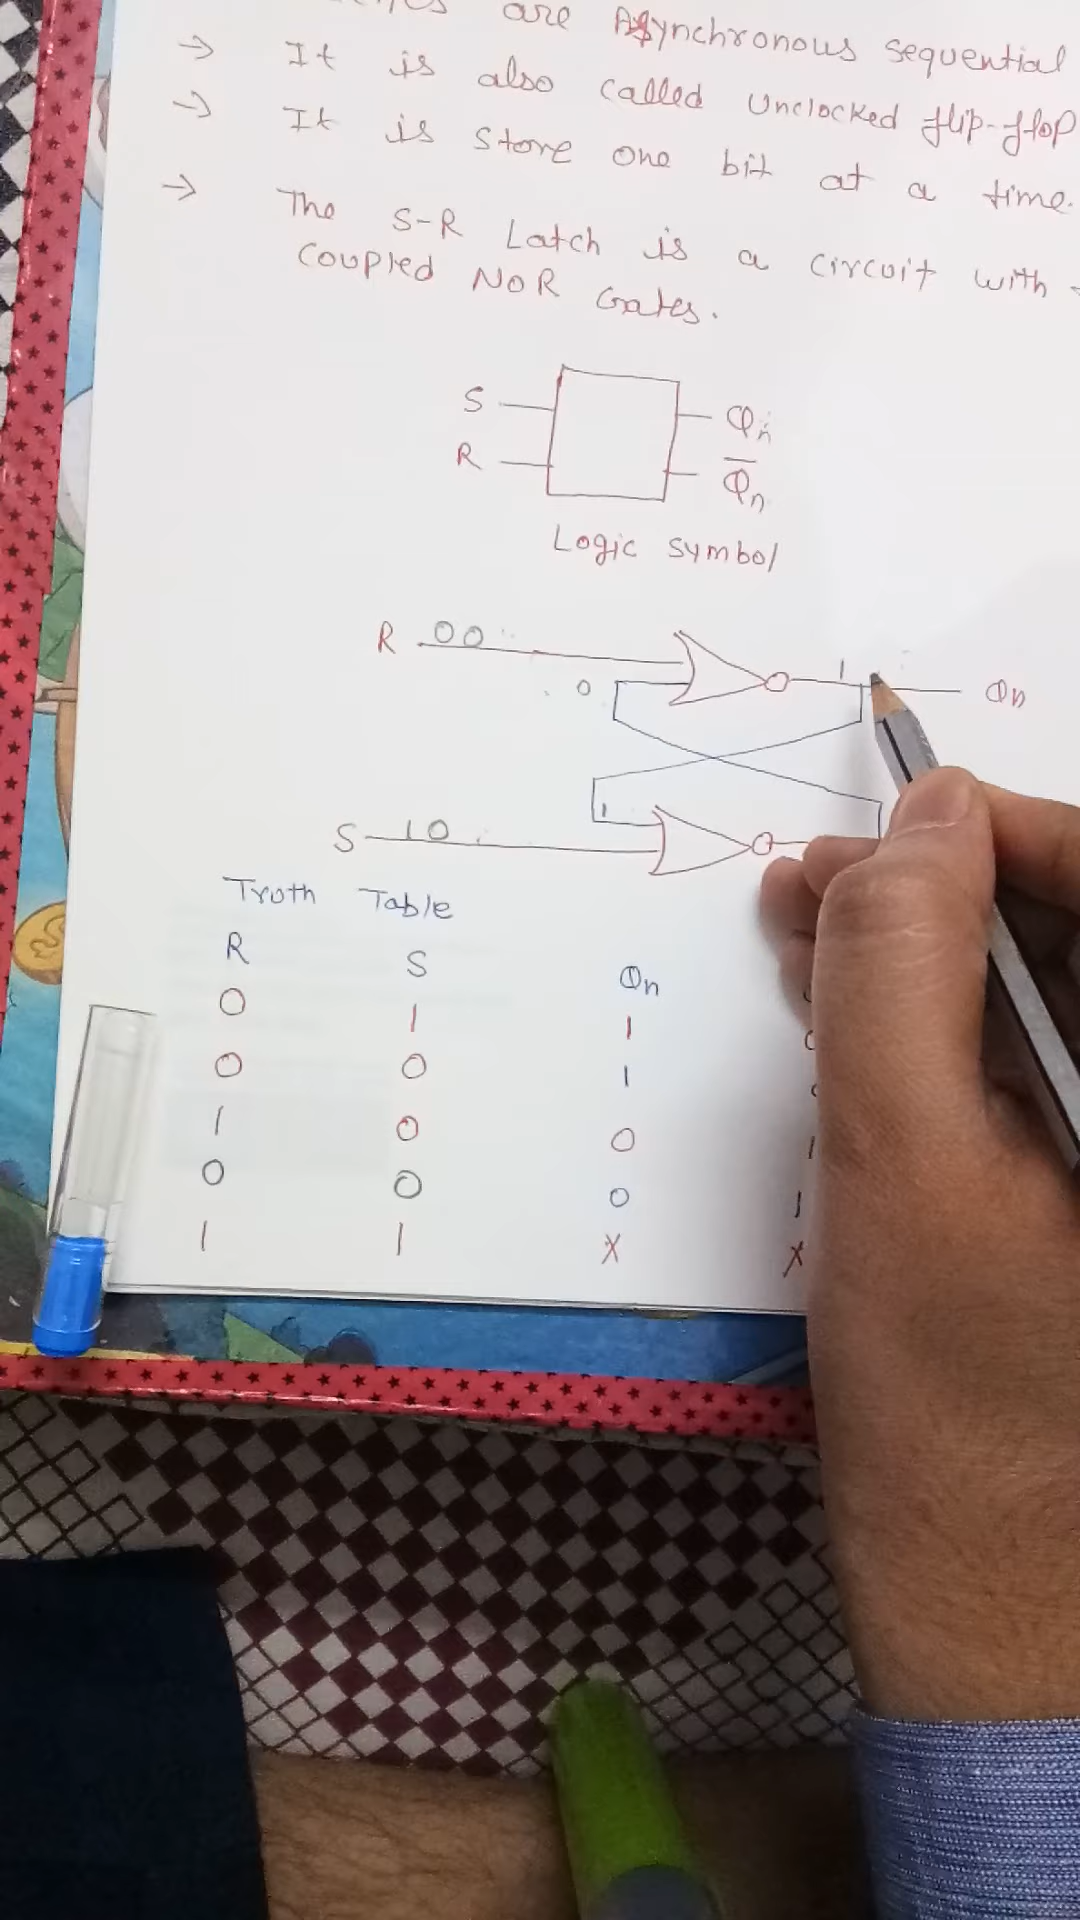 are Asynchronous sequential
→ It is also called Unclocked flip-flop
→ It is store one bit at a time.
→ The S-R Latch is a circuit with
Coupled NOR Gates.
S Qn
R Q̅n
Logic symbol
R 00 1 Qn
0
1
S 10
Truth Table
R S Qn
0 1 1
0 0 1
1 0 0 1
0 0 0 1
1 1 X X